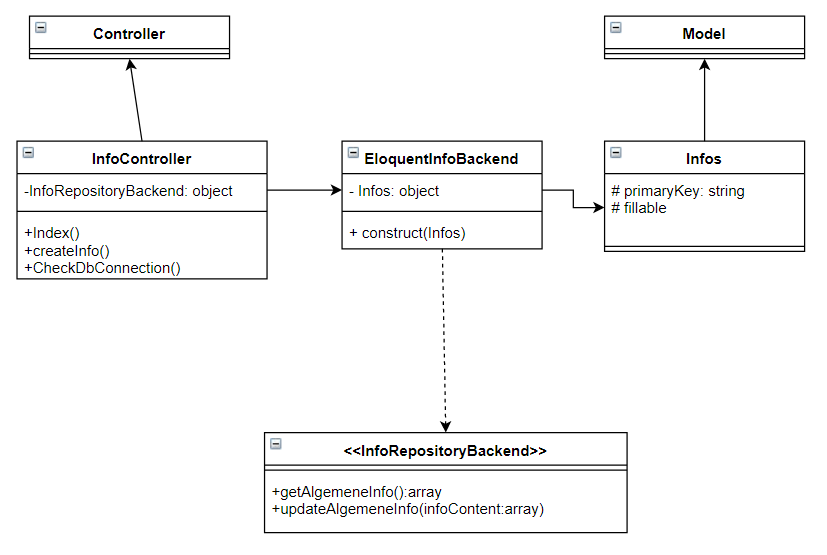 Controller
Model
InfoController
-InfoRepositoryBackend: object
+Index()
+createInfo()
+CheckDbConnection()
EloquentInfoBackend
- Infos: object
+ construct(Infos)
Infos
# primaryKey: string
# fillable
<<InfoRepositoryBackend>>
+getAlgemeneInfo():array
+updateAlgemeneInfo(infoContent:array)